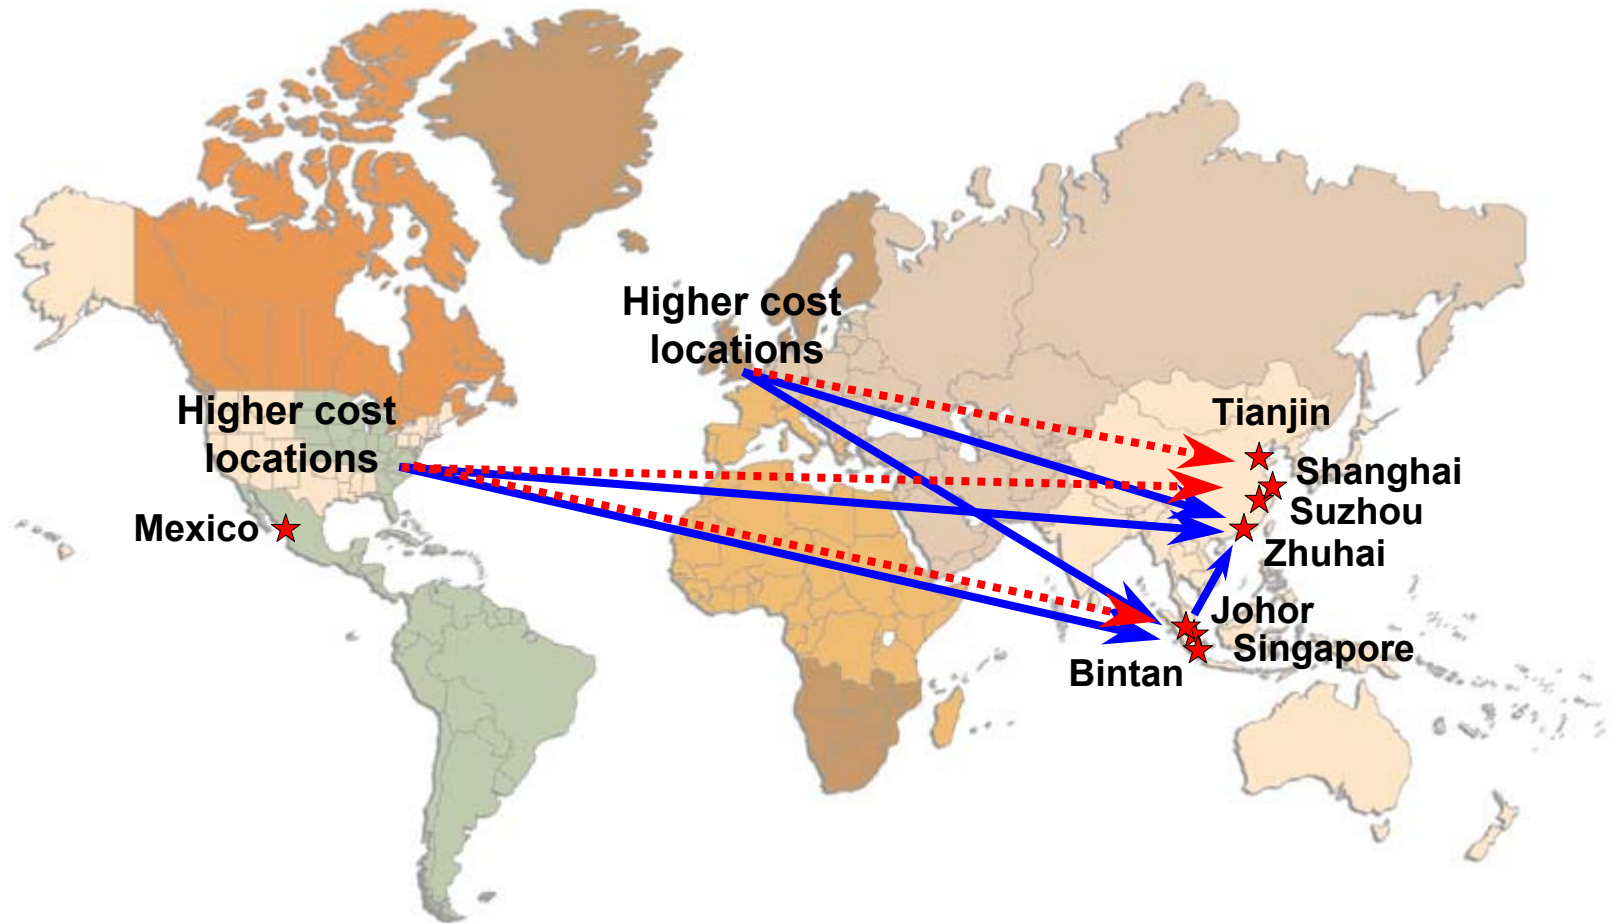 Higher cost
locations
Higher cost
locations
Tianjin
Shanghai
Suzhou
Mexico
Zhuhai
Johor
Singapore
Bintan